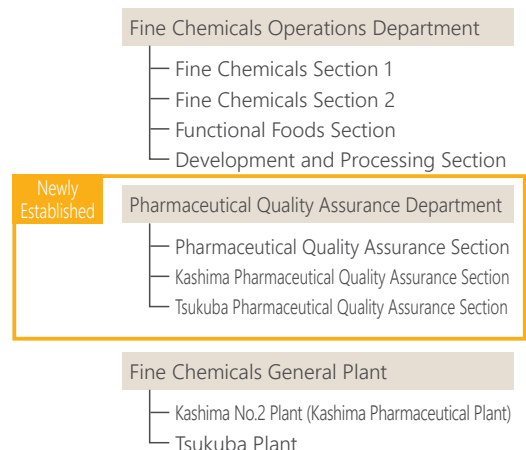 Fine Chemicals Operations Department
Fine Chemicals Section 1
Fine Chemicals Section 2
Functional Foods Section
Development and Processing Section
Newly
Established
Pharmaceutical Quality Assurance Department
Pharmaceutical Quality Assurance Section
Kashima Pharmaceutical Quality Assurance Section
Tsukuba Pharmaceutical Quality Assurance Section
Fine Chemicals General Plant
Kashima No.2 Plant (Kashima Pharmaceutical Plant)
Tsukuba Plant